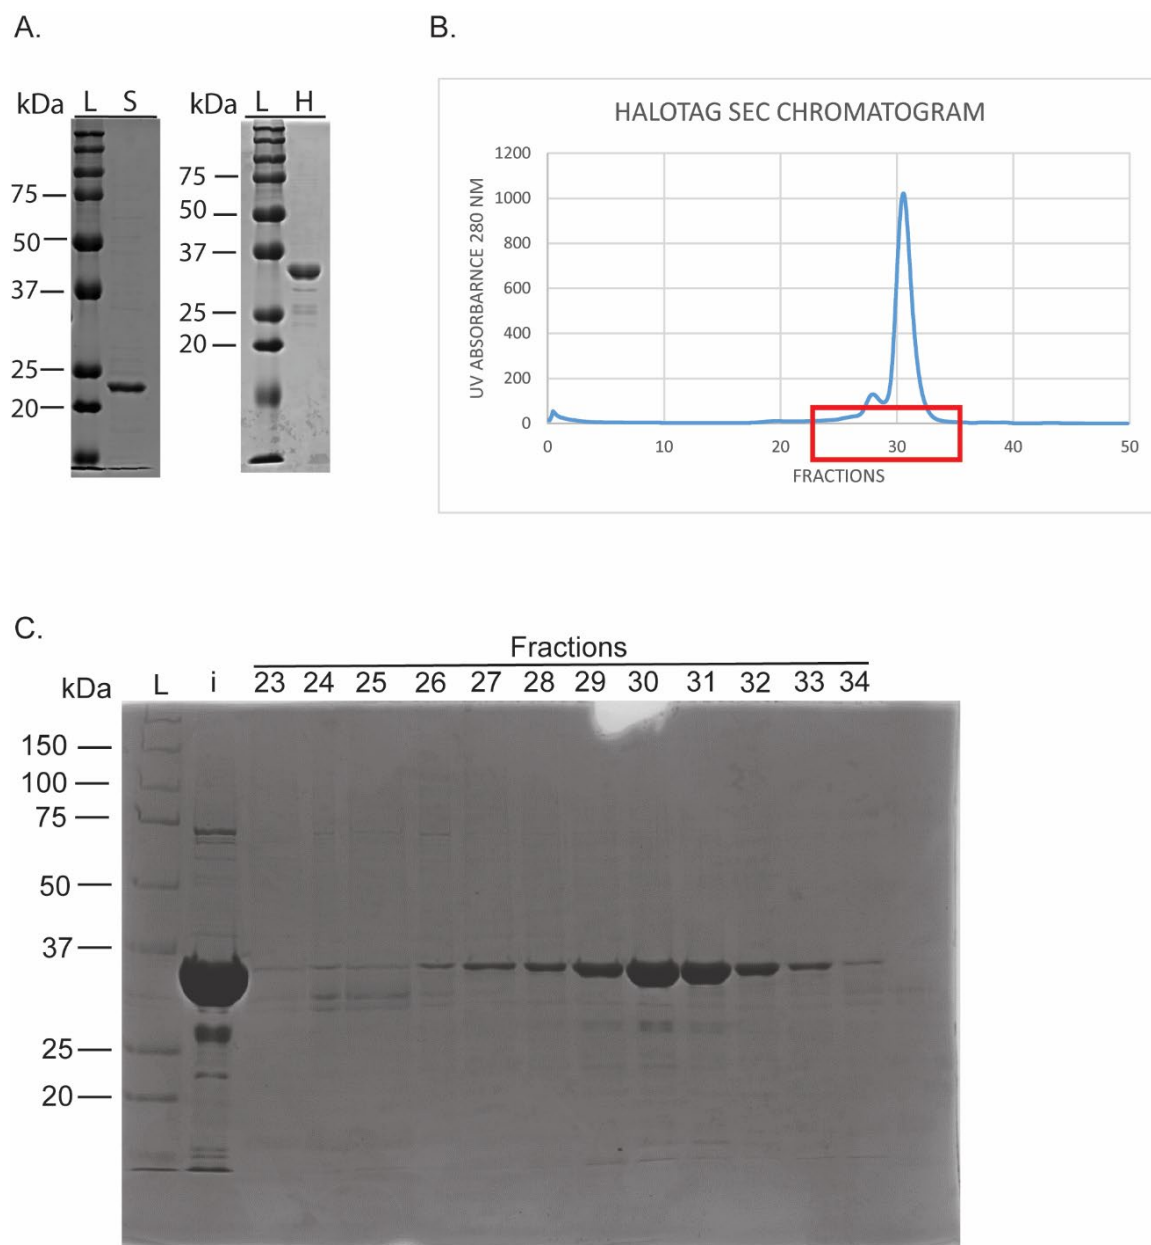 A.
kDa L S
75
50
37
25
20
kDa L H
75
50
37
25
20
B.
HALOTAG SEC CHROMATOGRAM
UV ABSORBARNCE 280 NM
1200
1000
800
600
400
200
0
0 10 20 30 40 50
FRACTIONS
C.
Fractions
kDa L i 23 24 25 26 27 28 29 30 31 32 33 34
150
100
75
50
37
25
20